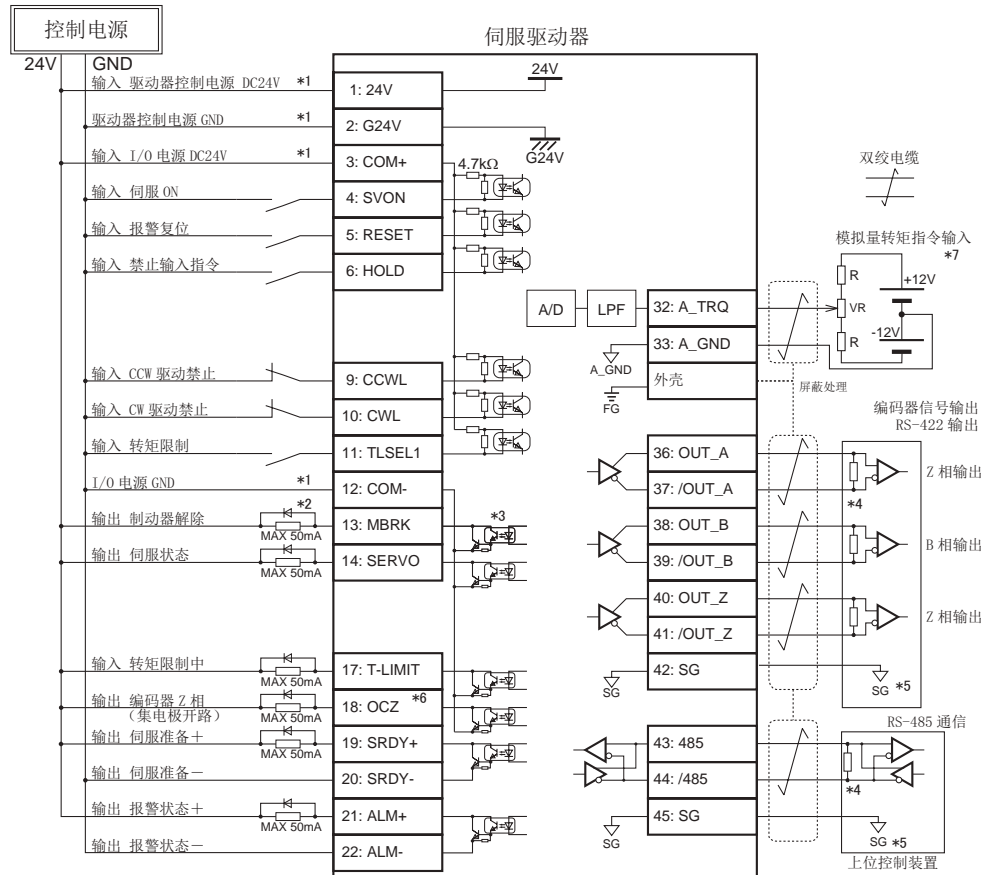 控制电源
伺服驱动器
24V
GND
24V
输入 驱动器控制电源 DC24V *1
1: 24V
驱动器控制电源 GND *1
2: G24V
G24V
输入 I/O 电源 DC24V *1
3: COM+
4.7kΩ
输入 伺服 ON
4: SVON
输入 报警复位
5: RESET
输入 禁止输入指令
6: HOLD
输入 CCW 驱动禁止
9: CCWL
输入 CW 驱动禁止
10: CWL
输入 转矩限制
11: TLSEL1
I/O 电源 GND *1
12: COM-
*2
输出 制动器解除
MAX 50mA
13: MBRK
*3
输出 伺服状态
MAX 50mA
14: SERVO
输入 转矩限制中
MAX 50mA
17: T-LIMIT
输出 编码器 Z 相
（集电极开路）
MAX 50mA
18: OCZ *6
输出 伺服准备＋
MAX 50mA
19: SRDY+
输出 伺服准备－
20: SRDY-
输出 报警状态＋
MAX 50mA
21: ALM+
输出 报警状态－
22: ALM-
双绞电缆
模拟量转矩指令输入
*7
R
+12V
VR
-12V
R
A/D
LPF
32: A_TRQ
33: A_GND
A_GND
外壳
FG
屏蔽处理
编码器信号输出
RS-422 输出
36: OUT_A
37: /OUT_A
*4
Z 相输出
38: OUT_B
39: /OUT_B
B 相输出
40: OUT_Z
41: /OUT_Z
Z 相输出
42: SG
SG
SG *5
RS-485 通信
43: 485
44: /485
*4
45: SG
SG
SG *5
上位控制装置